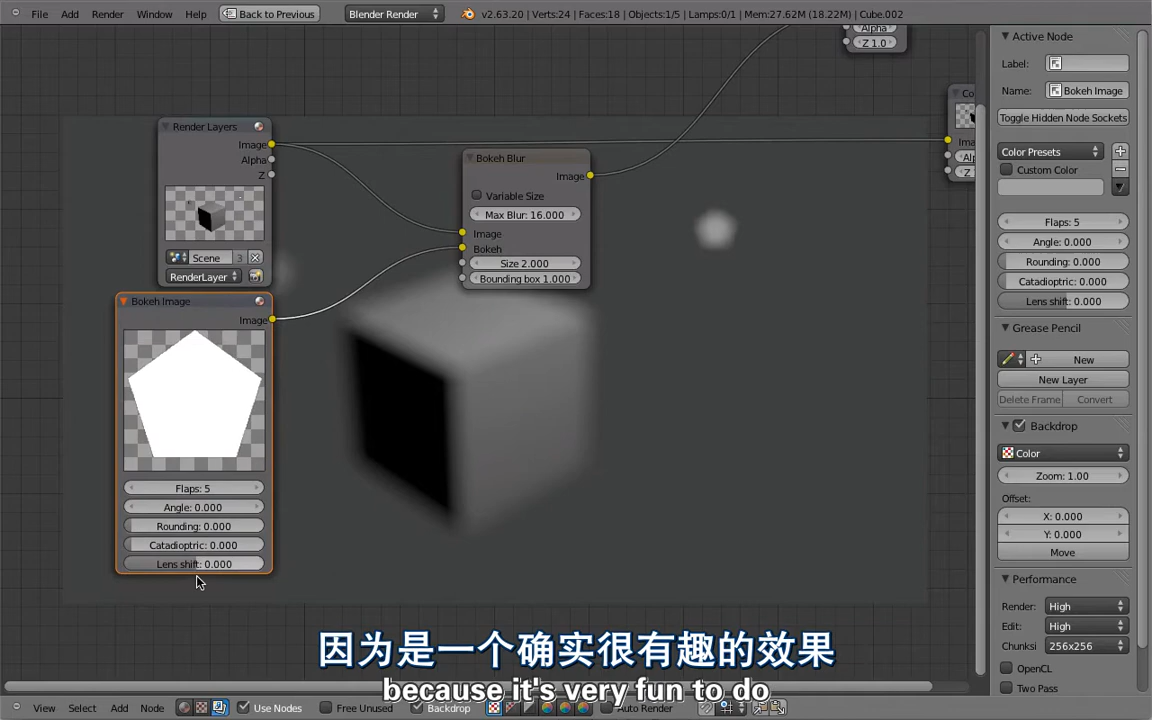 File Add Render Window Help Back to Previous Blender Render v2.63.20 | Verts:24 | Faces:18 | Objects:1/5 | Lamps:0/1 | Mem:27.62M (18.22M) | Cube.002
Alpha
Z 1.0
Co
Ima
Alp
Z
Render Layers
Image
Alpha
Z
Scene 3
RenderLayer
Bokeh Blur
Image
Variable Size
Max Blur: 16.000
Image
Bokeh
Size 2.000
Bounding box 1.000
Bokeh Image
Image
Flaps: 5
Angle: 0.000
Rounding: 0.000
Catadioptric: 0.000
Lens shift: 0.000
Active Node
Label:
Name: Bokeh Image
Toggle Hidden Node Sockets
Color Presets
Custom Color
Flaps: 5
Angle: 0.000
Rounding: 0.000
Catadioptric: 0.000
Lens shift: 0.000
Grease Pencil
New
New Layer
Delete Frame Convert
Backdrop
Color
Zoom: 1.00
Offset:
X: 0.000
Y: 0.000
Move
Performance
Render: High
Edit: High
Chunksi 256x256
OpenCL
Two Pass
因为是一个确实很有趣的效果
because it's very fun to do
View Select Add Node Use Nodes Free Unused Backdrop Auto Render